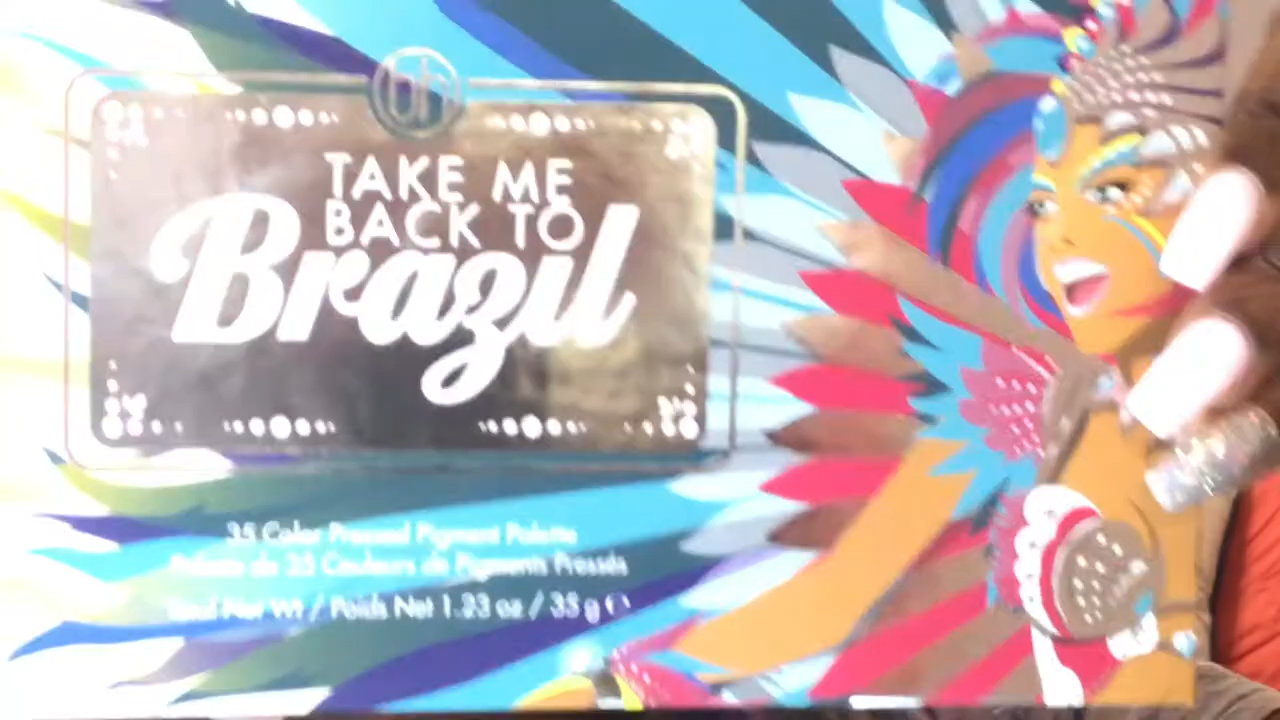 bh
TAKE ME
BACK TO
Brazil
35 Color Pressed Pigment Palette
Palette de 35 Couleurs de Pigments Pressés
Total Net Wt / Poids Net 1.23 oz / 35 g e